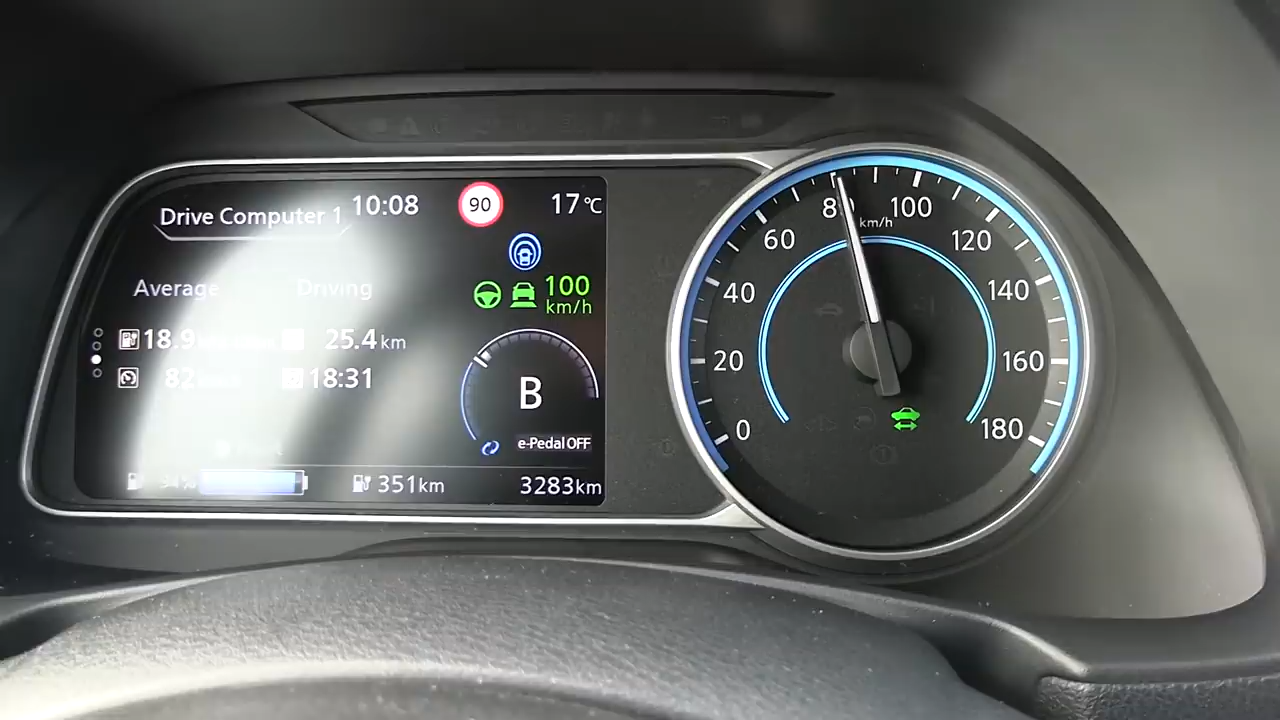 Drive Computer 1 10:08 90 17°C
Average Driving
100
km/h
18.9 25.4 km
82 18:31
B
e-Pedal OFF
94% 351km 3283km
0
20
40
60
80
100
120
140
160
180
km/h